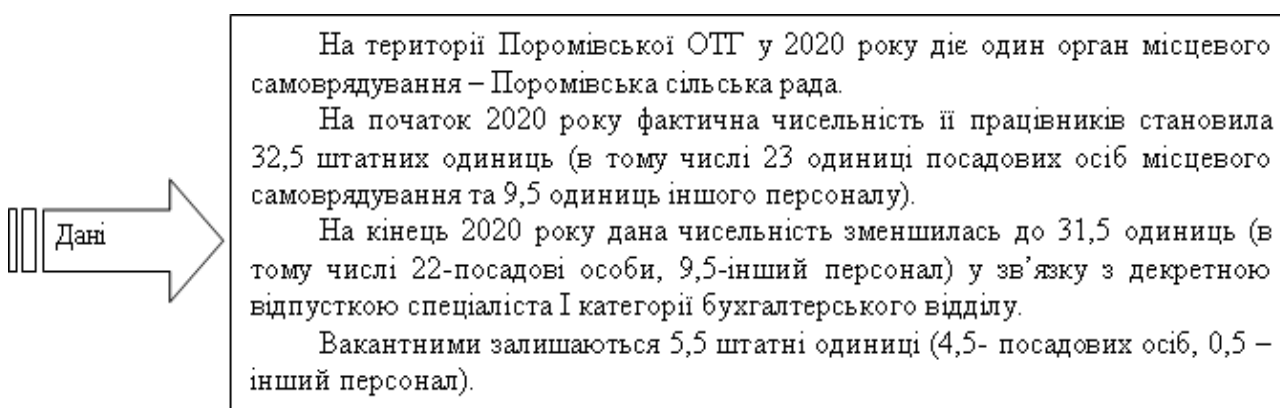 Дані
На території Поромівської ОТГ у 2020 року діє один орган місцевого
самоврядування – Поромівська сільська рада.
На початок 2020 року фактична чисельність її працівників становила
32,5 штатних одиниць (в тому числі 23 одиниці посадових осіб місцевого
самоврядування та 9,5 одиниць іншого персоналу).
На кінець 2020 року дана чисельність зменшилась до 31,5 одиниць (в
тому числі 22-посадові особи, 9,5-інший персонал) у зв’язку з декретною
відпусткою спеціаліста І категорії бухгалтерського відділу.
Вакантними залишаються 5,5 штатні одиниці (4,5- посадових осіб, 0,5 –
інший персонал).